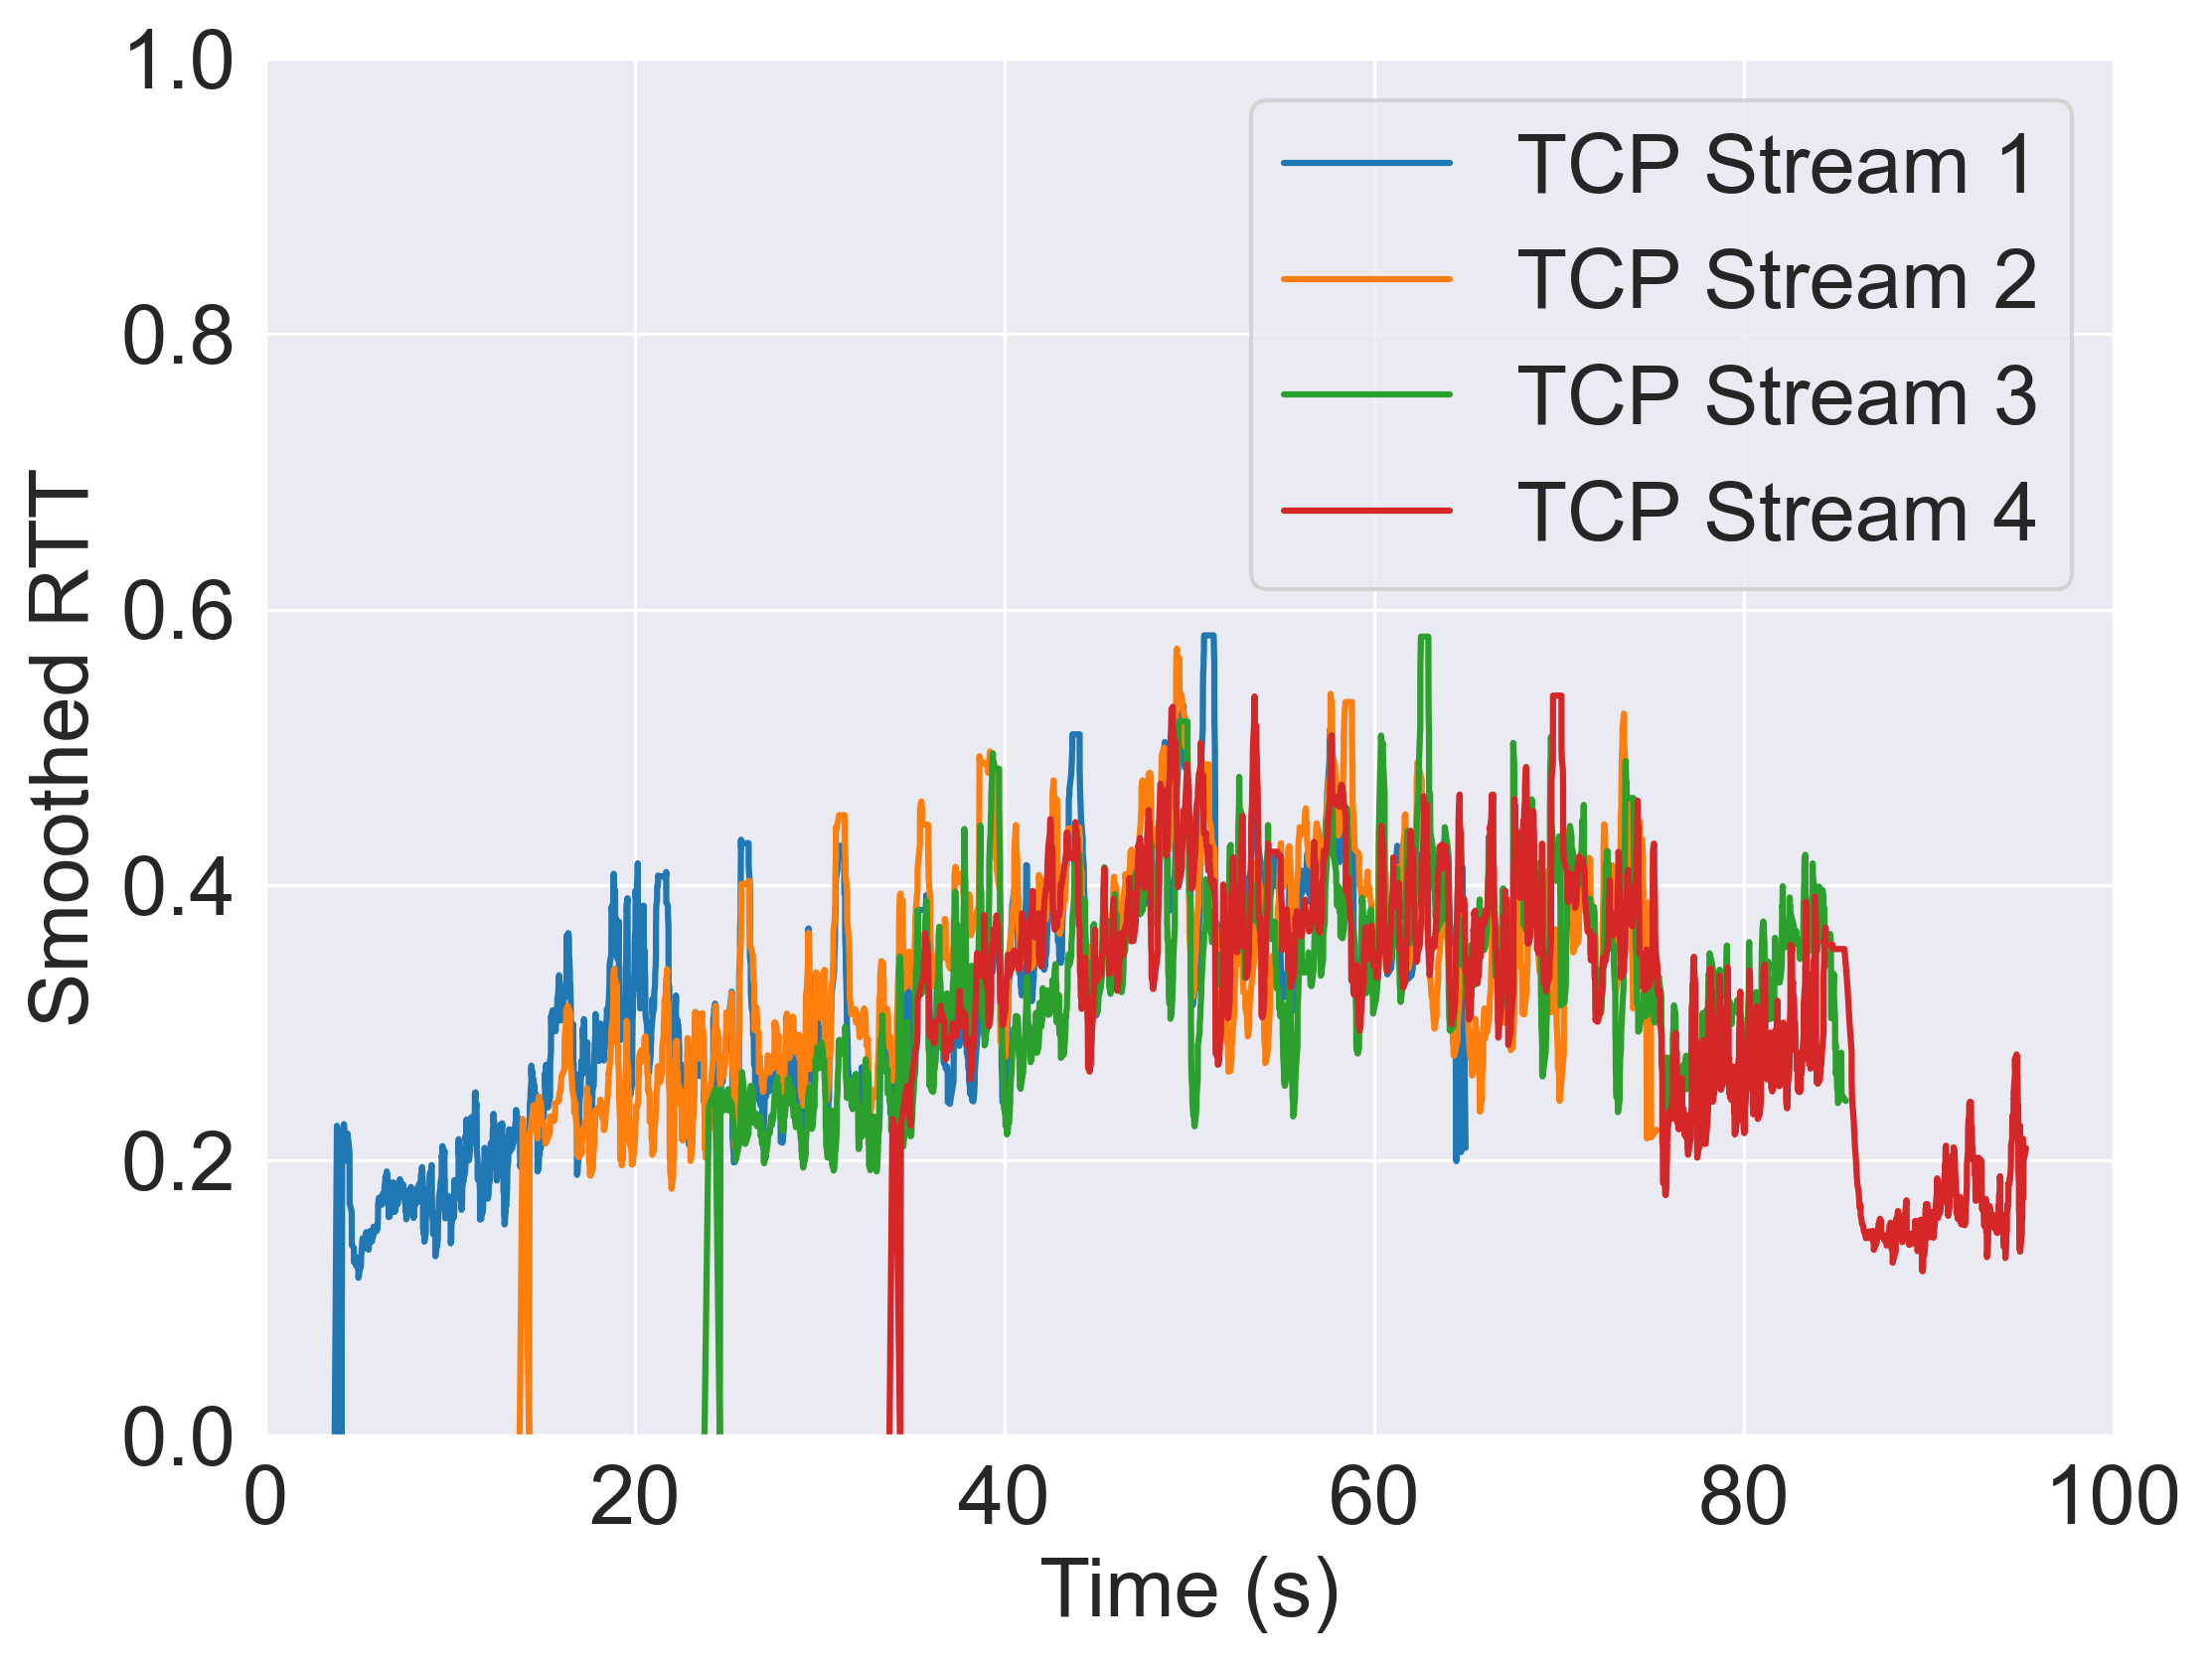 1.0
0.8
0.6
0.4
0.2
0.0
Smoothed RTT
TCP Stream 1
TCP Stream 2
TCP Stream 3
TCP Stream 4
0 20 40 60 80 100
Time (s)